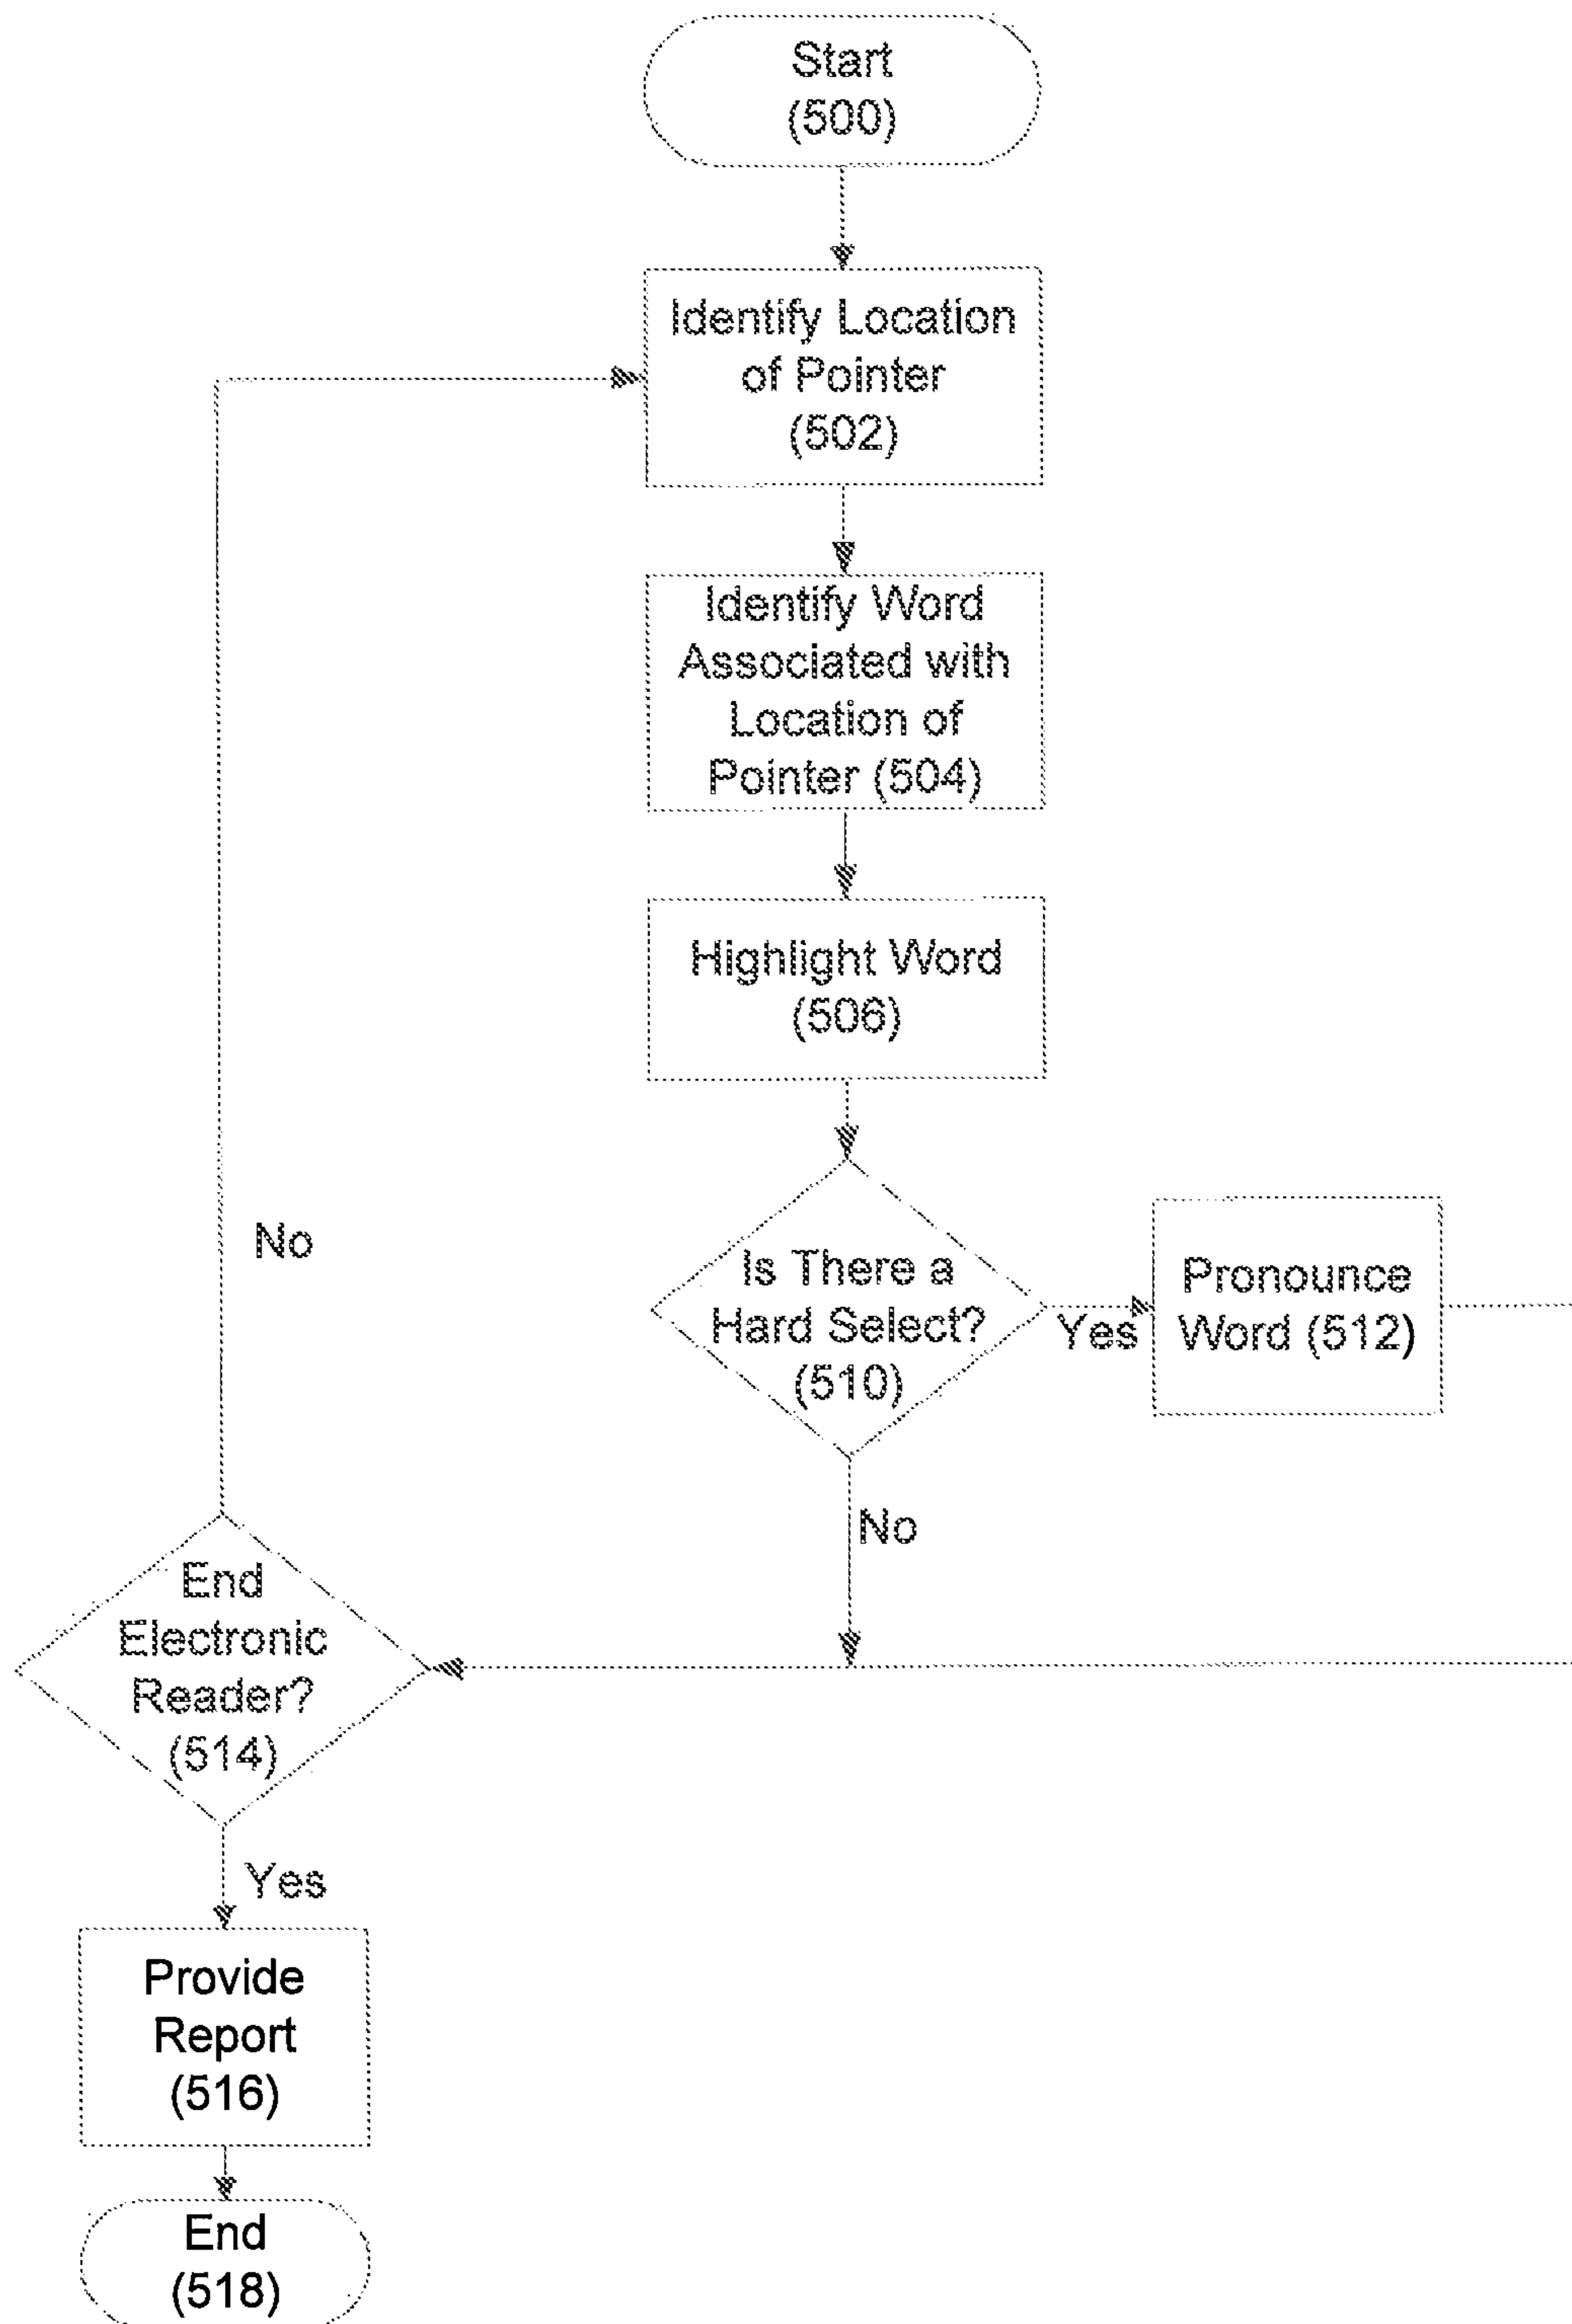 Start
(500)
Identify Location
of Pointer
(502)
Identify Word
Associated with
Location of
Pointer (504)
Highlight Word
(506)
Is There a
Hard Select?
(510)
Yes
Pronounce
Word (512)
No
No
End
Electronic
Reader?
(514)
Yes
Provide
Report
(516)
End
(518)